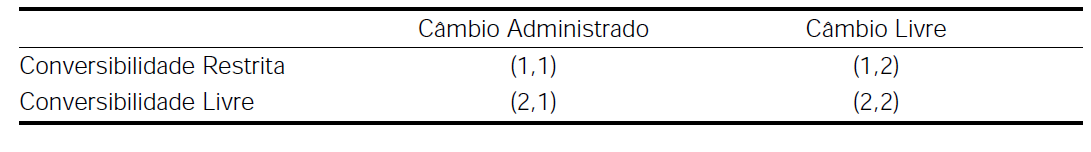 Câmbio Administrado Câmbio Livre
Conversibilidade Restrita (1,1) (1,2)
Conversibilidade Livre (2,1) (2,2)